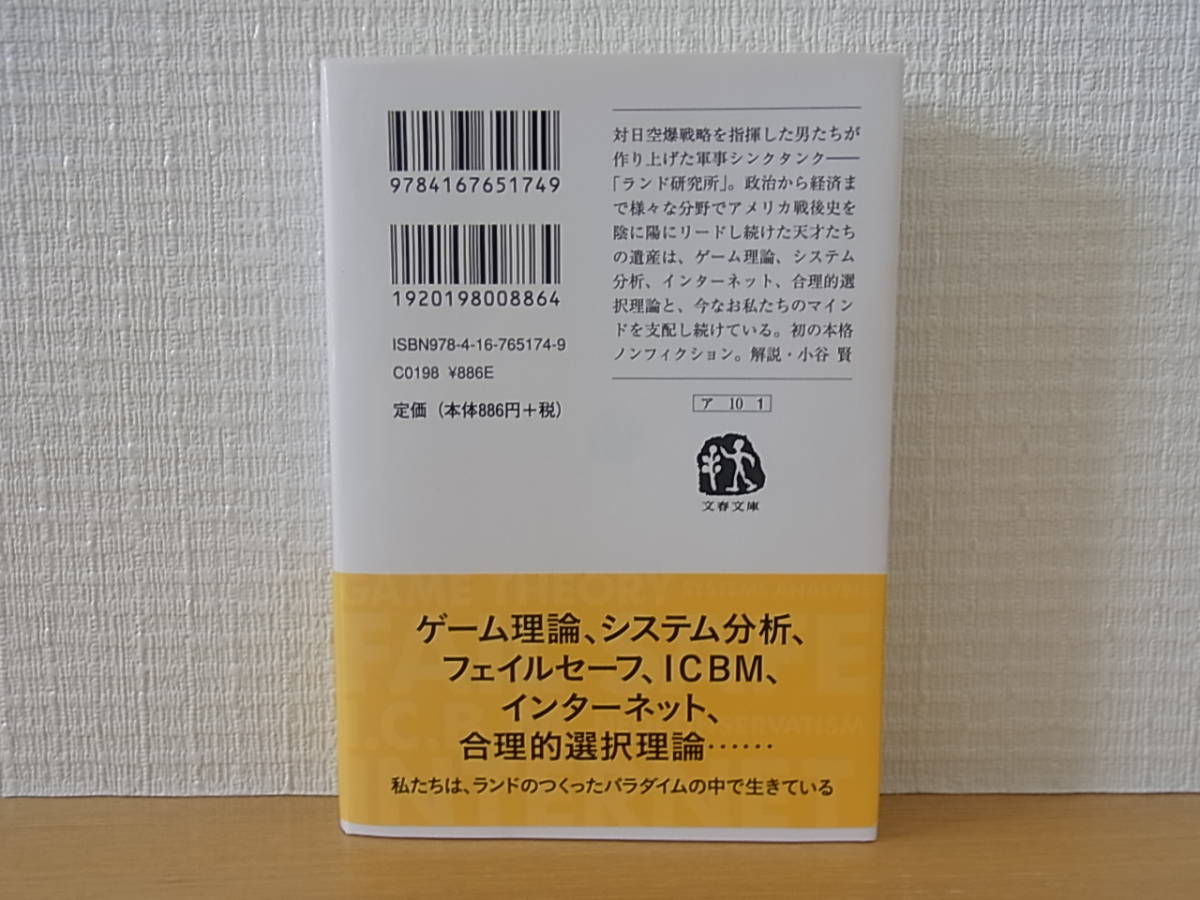 9784167651749
1920198008864
ISBN978-4-16-765174-9
C0198 ¥886E
定価（本体886円＋税）
対日空爆戦略を指揮した男たちが
作り上げた軍事シンクタンク――
「ランド研究所」。政治から経済ま
で様々な分野でアメリカ戦後史を
陰に陽にリードし続けた天才たち
の遺産は、ゲーム理論、システム
分析、インターネット、合理的選
択理論と、今なお私たちのマイン
ドを支配し続けている。初の本格
ノンフィクション。解説・小谷 賢
ア 10 1
文春文庫
GAME THEORY
ゲーム理論、システム分析、
フェイルセーフ、ICBM、
インターネット、
合理的選択理論……
私たちは、ランドのつくったパラダイムの中で生きている
INTERNET